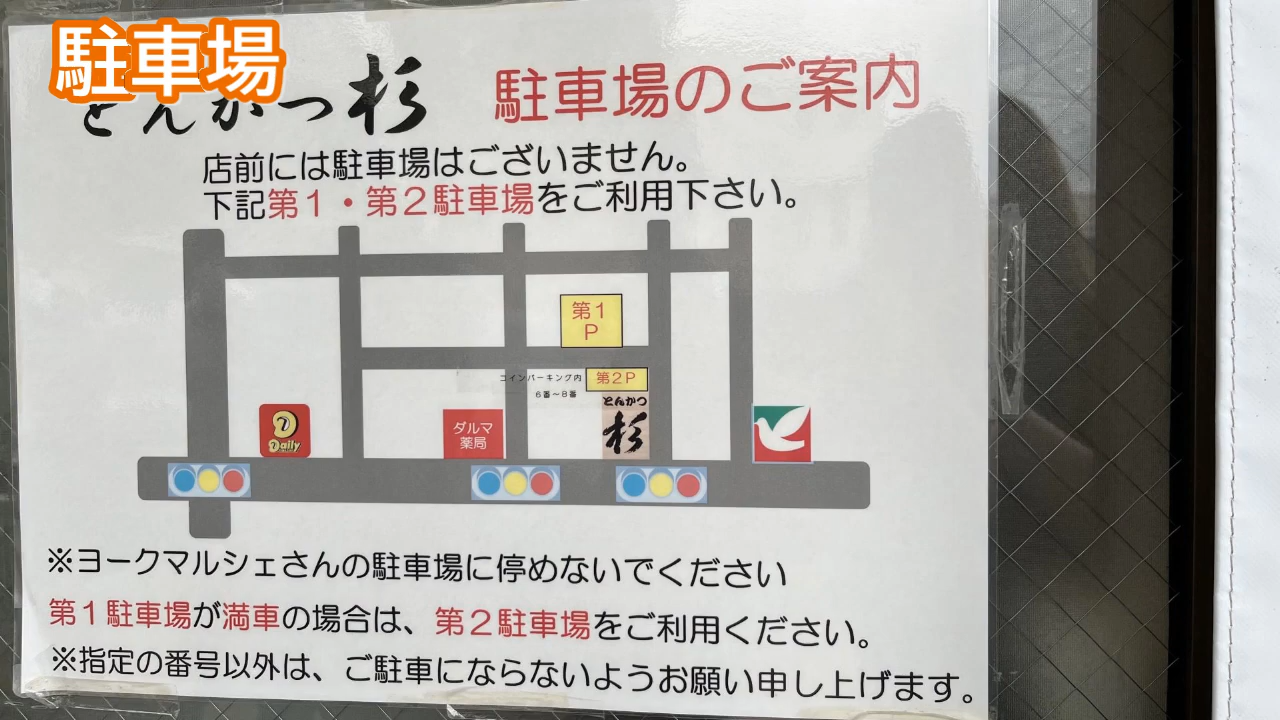 駐車場
とんかつ杉 駐車場のご案内
店前には駐車場はございません。
下記第1・第2駐車場をご利用下さい。
第1
P
コインパーキング内 第2P
6番～8番
とんかつ
杉
D
Daily
ダルマ
薬局
※ヨークマルシェさんの駐車場に停めないでください
第1駐車場が満車の場合は、第2駐車場をご利用ください。
※指定の番号以外は、ご駐車にならないようお願い申し上げます。